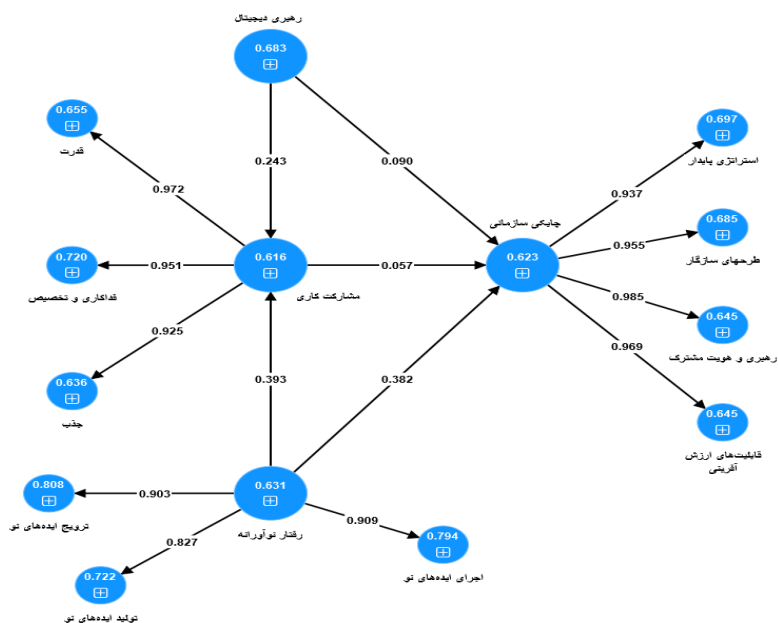 رهبری دیجیتال
0.683
0.655
قدرت
0.697
استراتژی پایدار
0.243
0.090
0.972
0.937
چابکی سازمانی
0.685
طرحهای سازگار
0.955
0.720
فداکاری و تخصیص
0.951
0.616
مشارکت کاری
0.057
0.623
0.985
0.645
رهبری و هویت مشترک
0.925
0.969
0.636
جذب
0.393
0.382
0.645
قابلیت‌های ارزش
آفرینی
0.808
ترویج ایده‌های نو
0.903
0.631
رفتار نوآورانه
0.909
0.794
اجرای ایده‌های نو
0.827
0.722
تولید ایده‌های نو